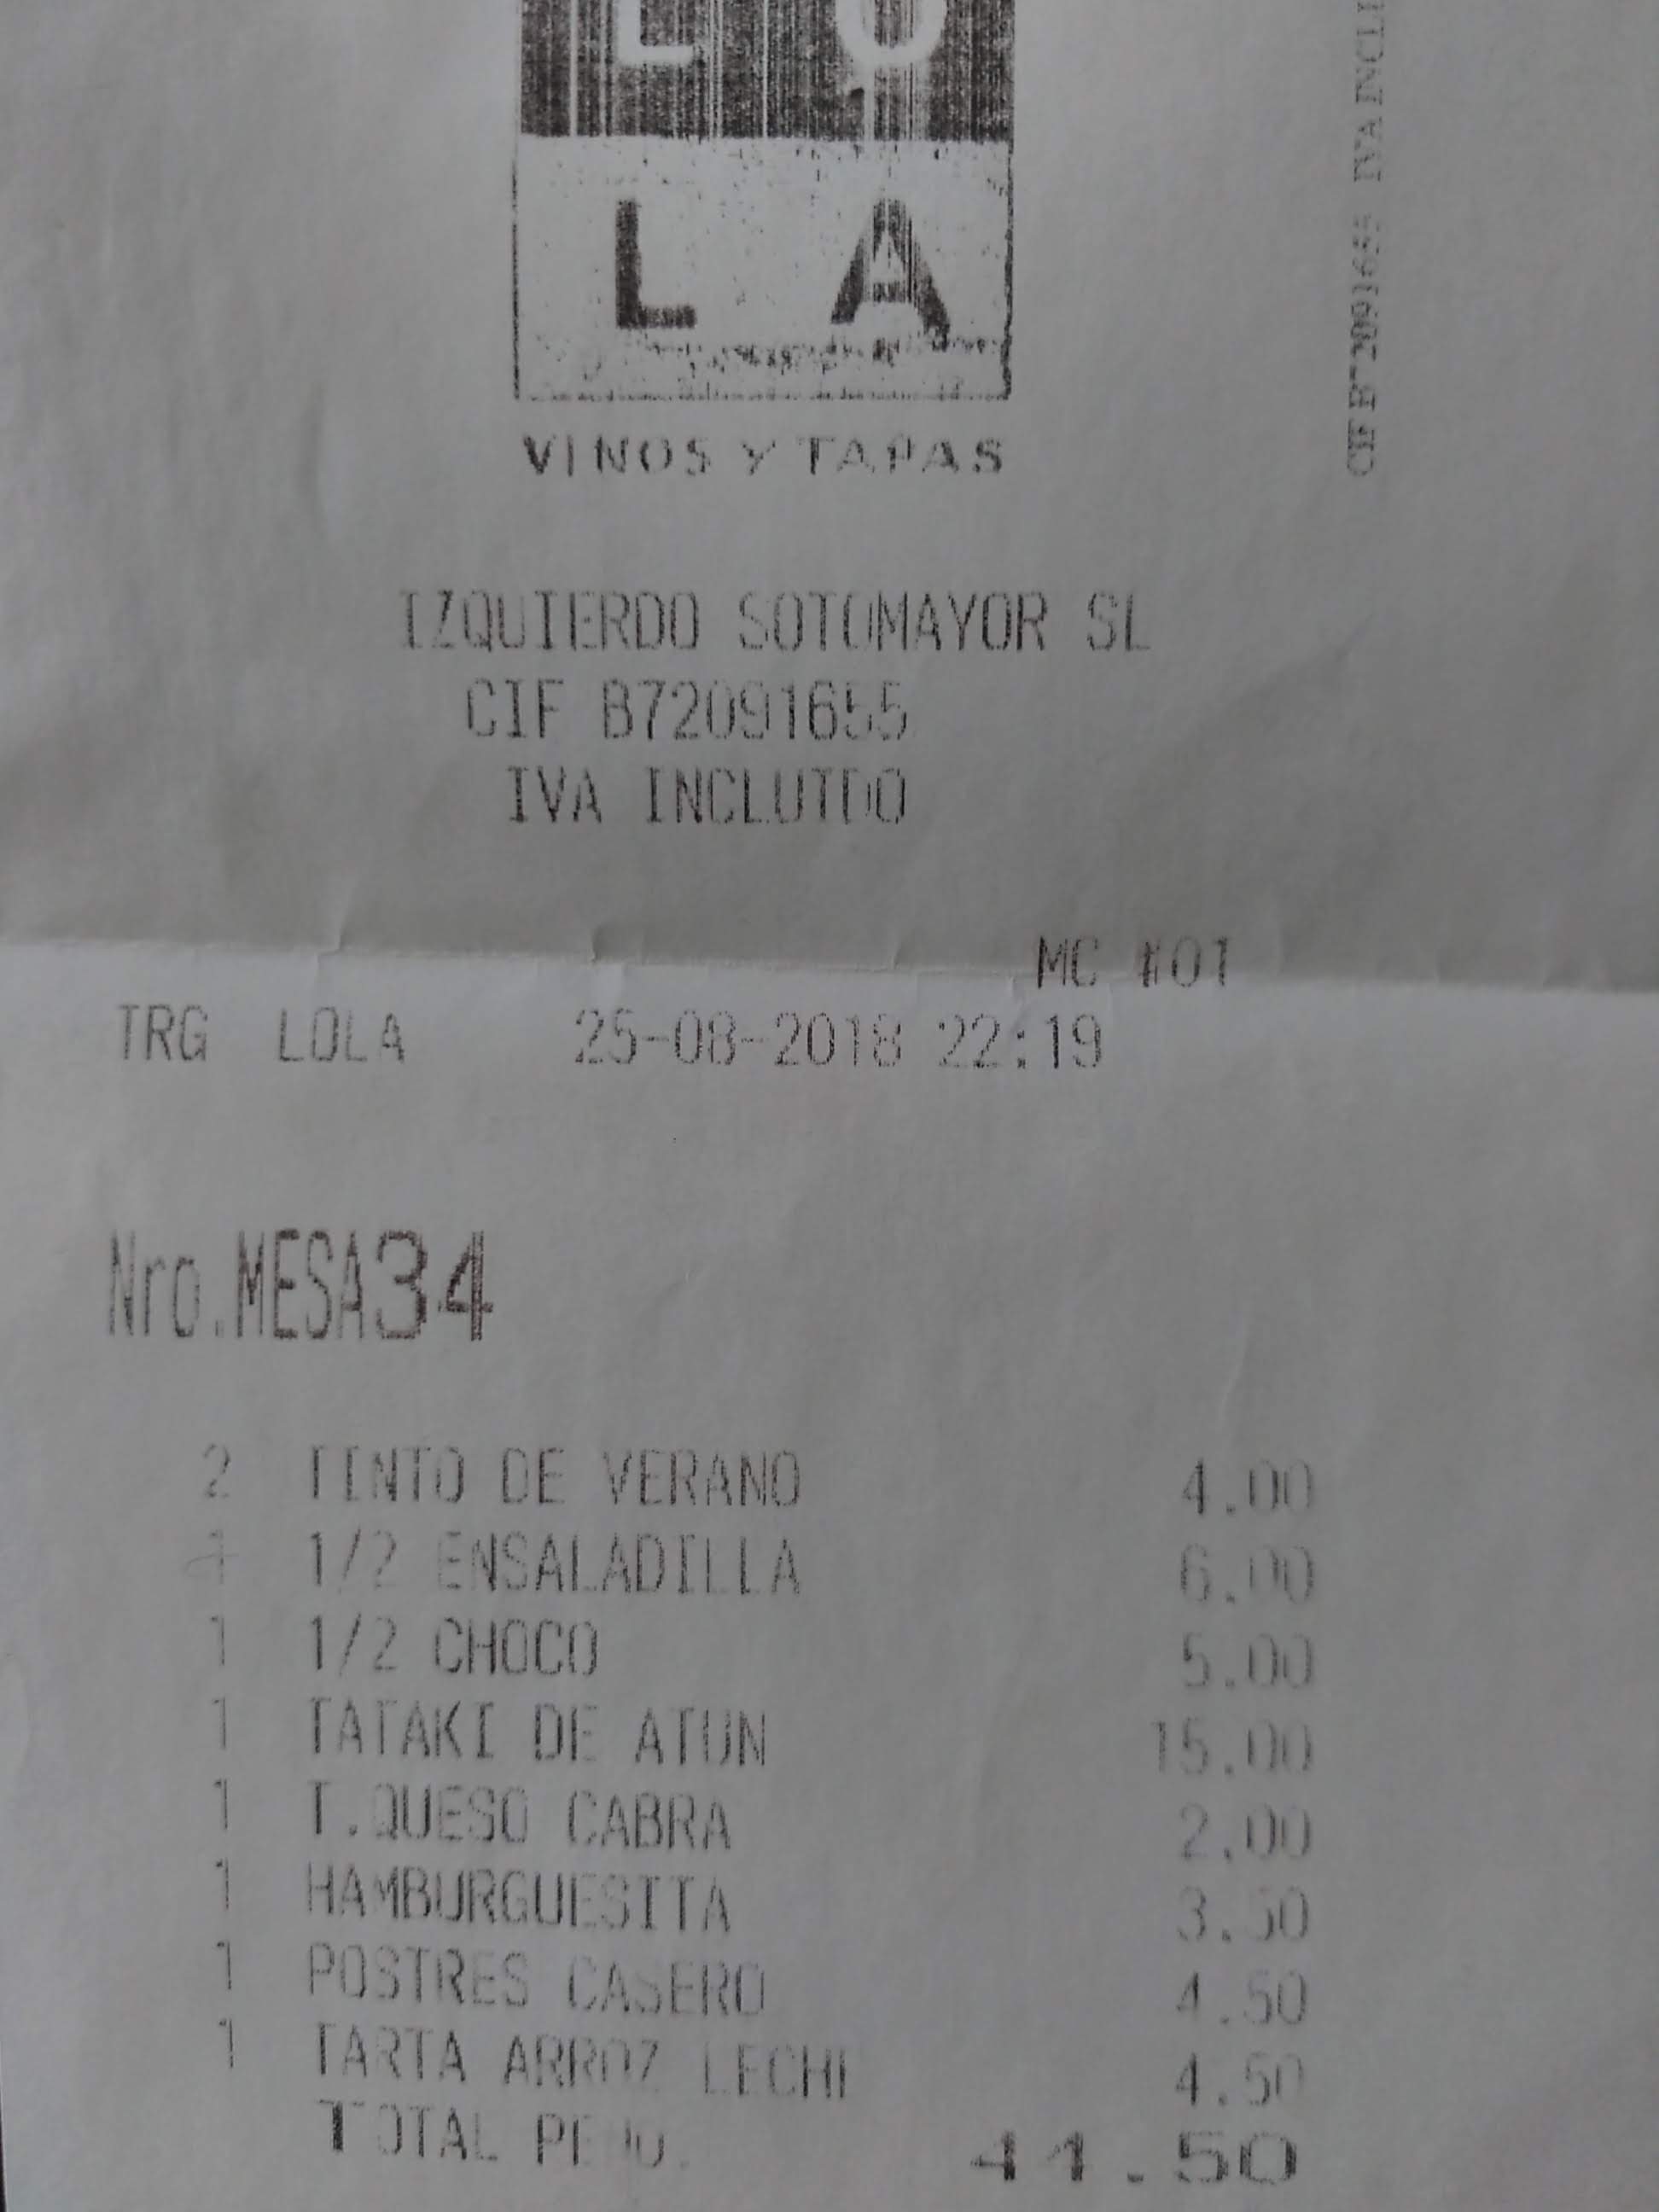 LO
LA
VINOS Y TAPAS
IZQUIERDO SOTOMAYOR SL
CIF B72091655
IVA INCLUIDO
MC #01
TRG LOLA 25-08-2018 22:19
Nro.MESA34
2 TINTO DE VERANO 4.00
1 1/2 ENSALADILLA 6.00
1 1/2 CHOCO 5.00
1 TATAKI DE ATUN 15.00
1 T.QUESO CABRA 2.00
1 HAMBURGUESITA 3.50
1 POSTRES CASERO 4.50
1 TARTA ARROZ LECHE 4.50
TOTAL 44.50